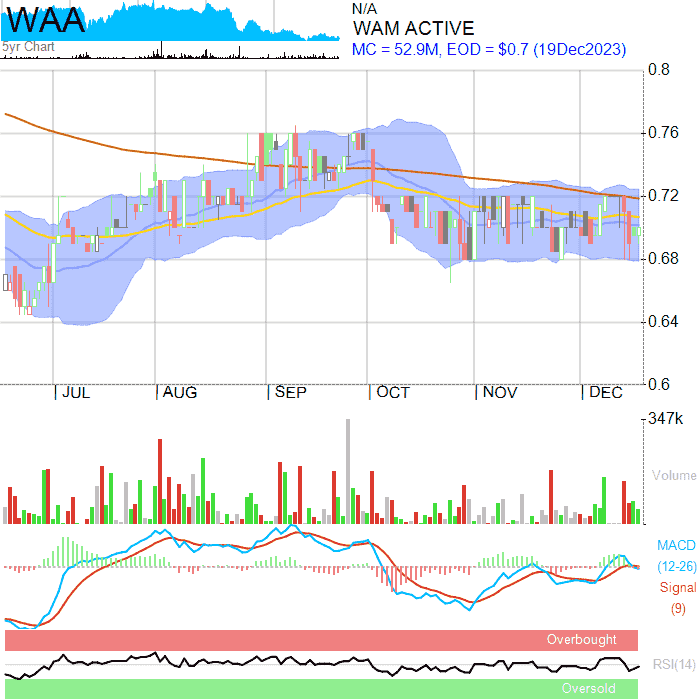 WAA
5yr Chart
N/A
WAM ACTIVE
MC = 52.9M, EOD = $0.7 (19Dec2023)
0.8
0.76
0.72
0.68
0.64
0.6
JUL AUG SEP OCT NOV DEC
347k
Volume
MACD
(12-26)
Signal
(9)
Overbought
RSI(14)
Oversold